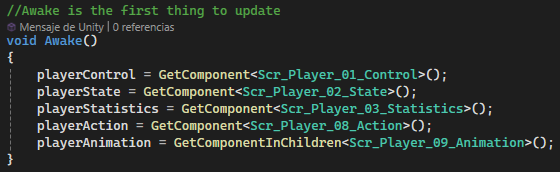 //Awake is the first thing to update
Mensaje de Unity | 0 referencias
void Awake()
{
playerControl = GetComponent<Scr_Player_01_Control>();
playerState = GetComponent<Scr_Player_02_State>();
playerStatistics = GetComponent<Scr_Player_03_Statistics>();
playerAction = GetComponent<Scr_Player_08_Action>();
playerAnimation = GetComponentInChildren<Scr_Player_09_Animation>();
}